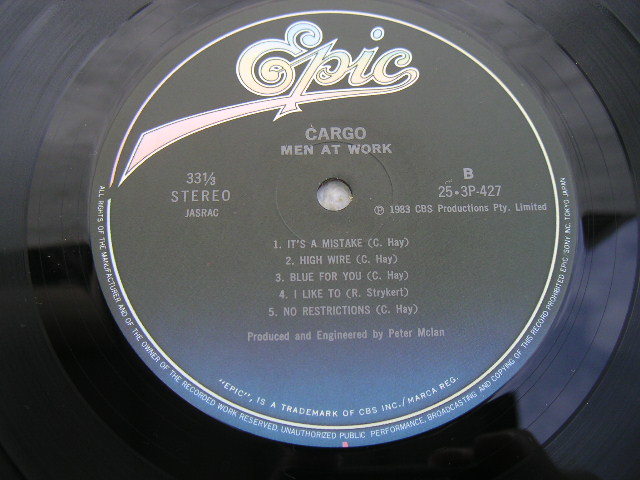 Epic
CARGO
MEN AT WORK
33⅓
STEREO
JASRAC
B
25•3P-427
Ⓟ 1983 CBS Productions Pty. Limited
1. IT'S A MISTAKE (C. Hay)
2. HIGH WIRE (C. Hay)
3. BLUE FOR YOU (C. Hay)
4. I LIKE TO (R. Strykert)
5. NO RESTRICTIONS (C. Hay)
Produced and Engineered by Peter McIan
"EPIC", IS A TRADEMARK OF CBS INC./MARCA REG.
ALL RIGHTS OF THE MANUFACTURER AND OF THE OWNER OF THE RECORDED WORK RESERVED. UNAUTHORIZED PUBLIC PERFORMANCE, BROADCASTING AND COPYING OF THIS RECORD PROHIBITED EPIC SONY INC. TOKYO JAPAN